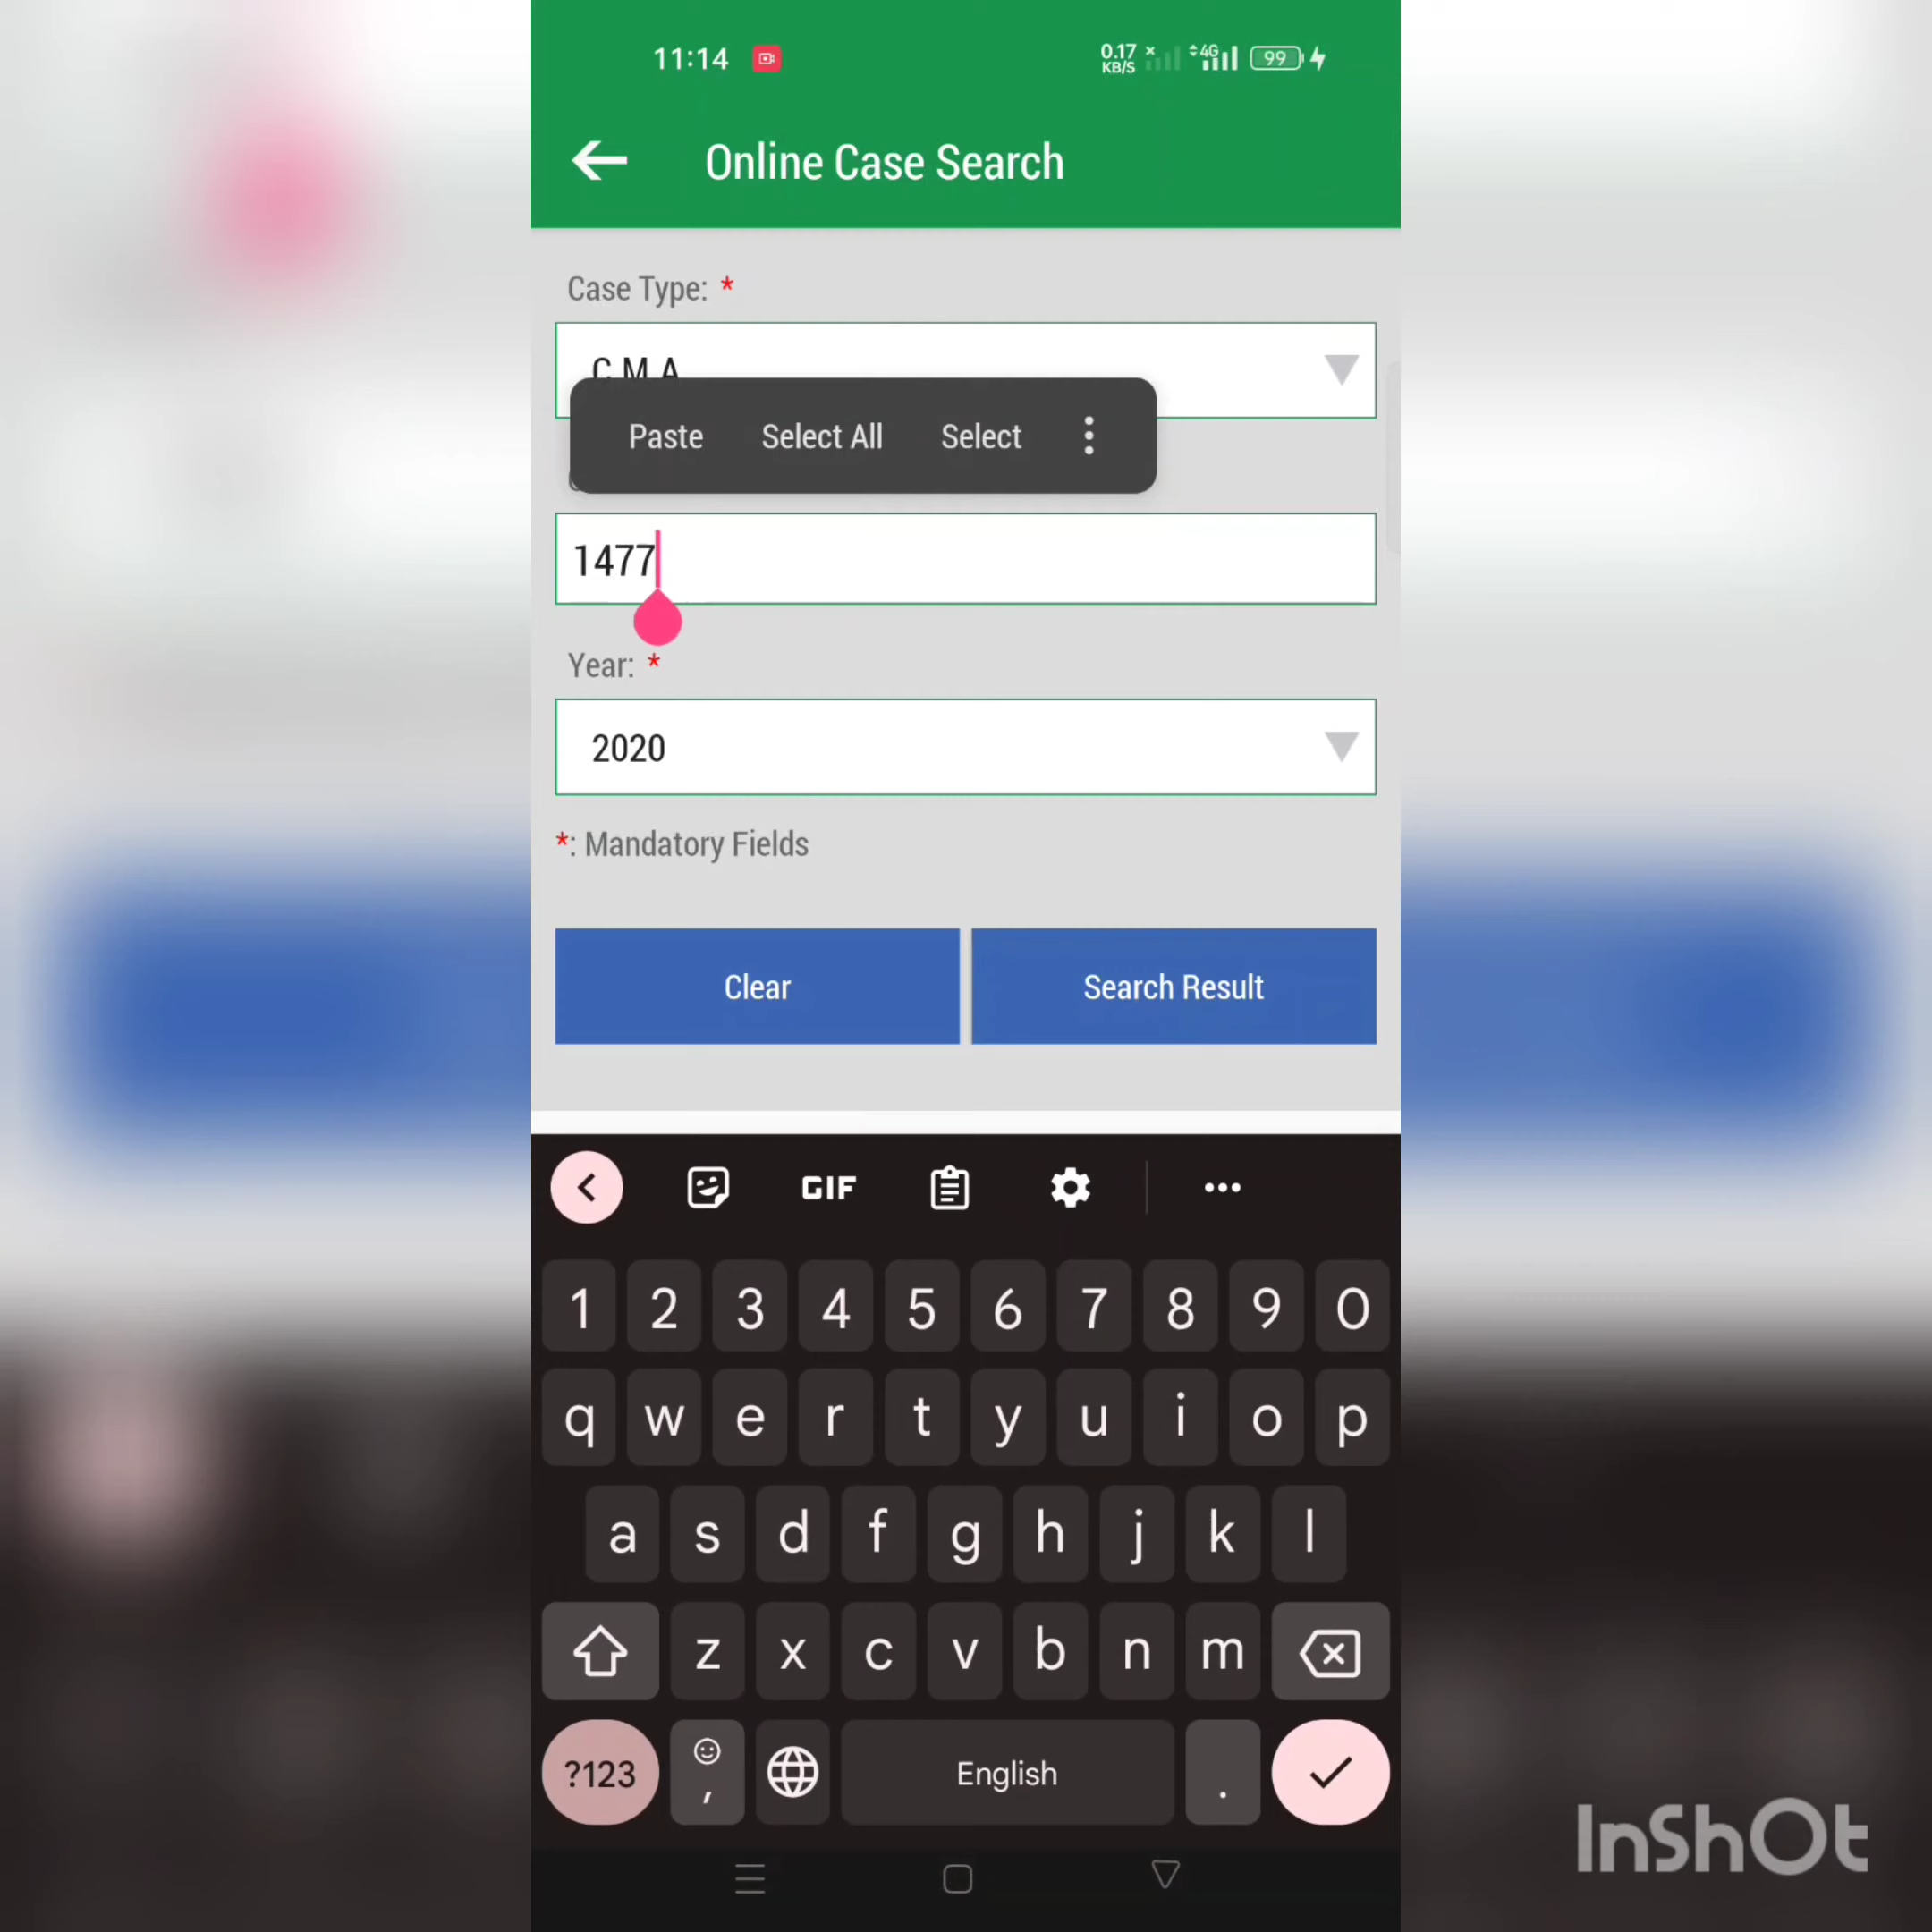 11:14 0.17 KB/S 4G 99
Online Case Search
Case Type: *
C.M.A
Paste Select All Select
1477
Year: *
2020
*: Mandatory Fields
Clear Search Result
GIF
1 2 3 4 5 6 7 8 9 0
q w e r t y u i o p
a s d f g h j k l
z x c v b n m
?123 , English .
InShOt